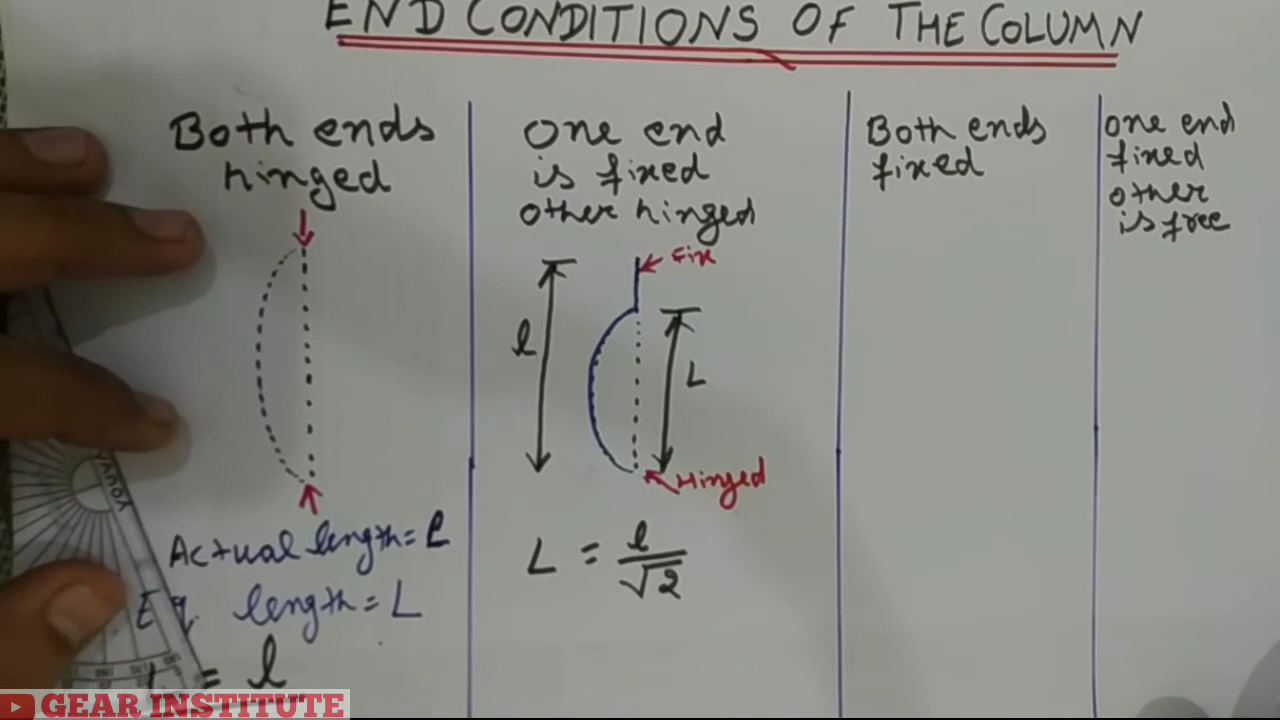 END CONDITIONS OF THE COLUMN
Both ends
hinged
One end
is fixed
other hinged
Both ends
fixed
one end
fixed
other
is free
Fix
l
L
Hinged
Actual length = l
Eq. length = L
L = l
L = l/√2
GEAR INSTITUTE